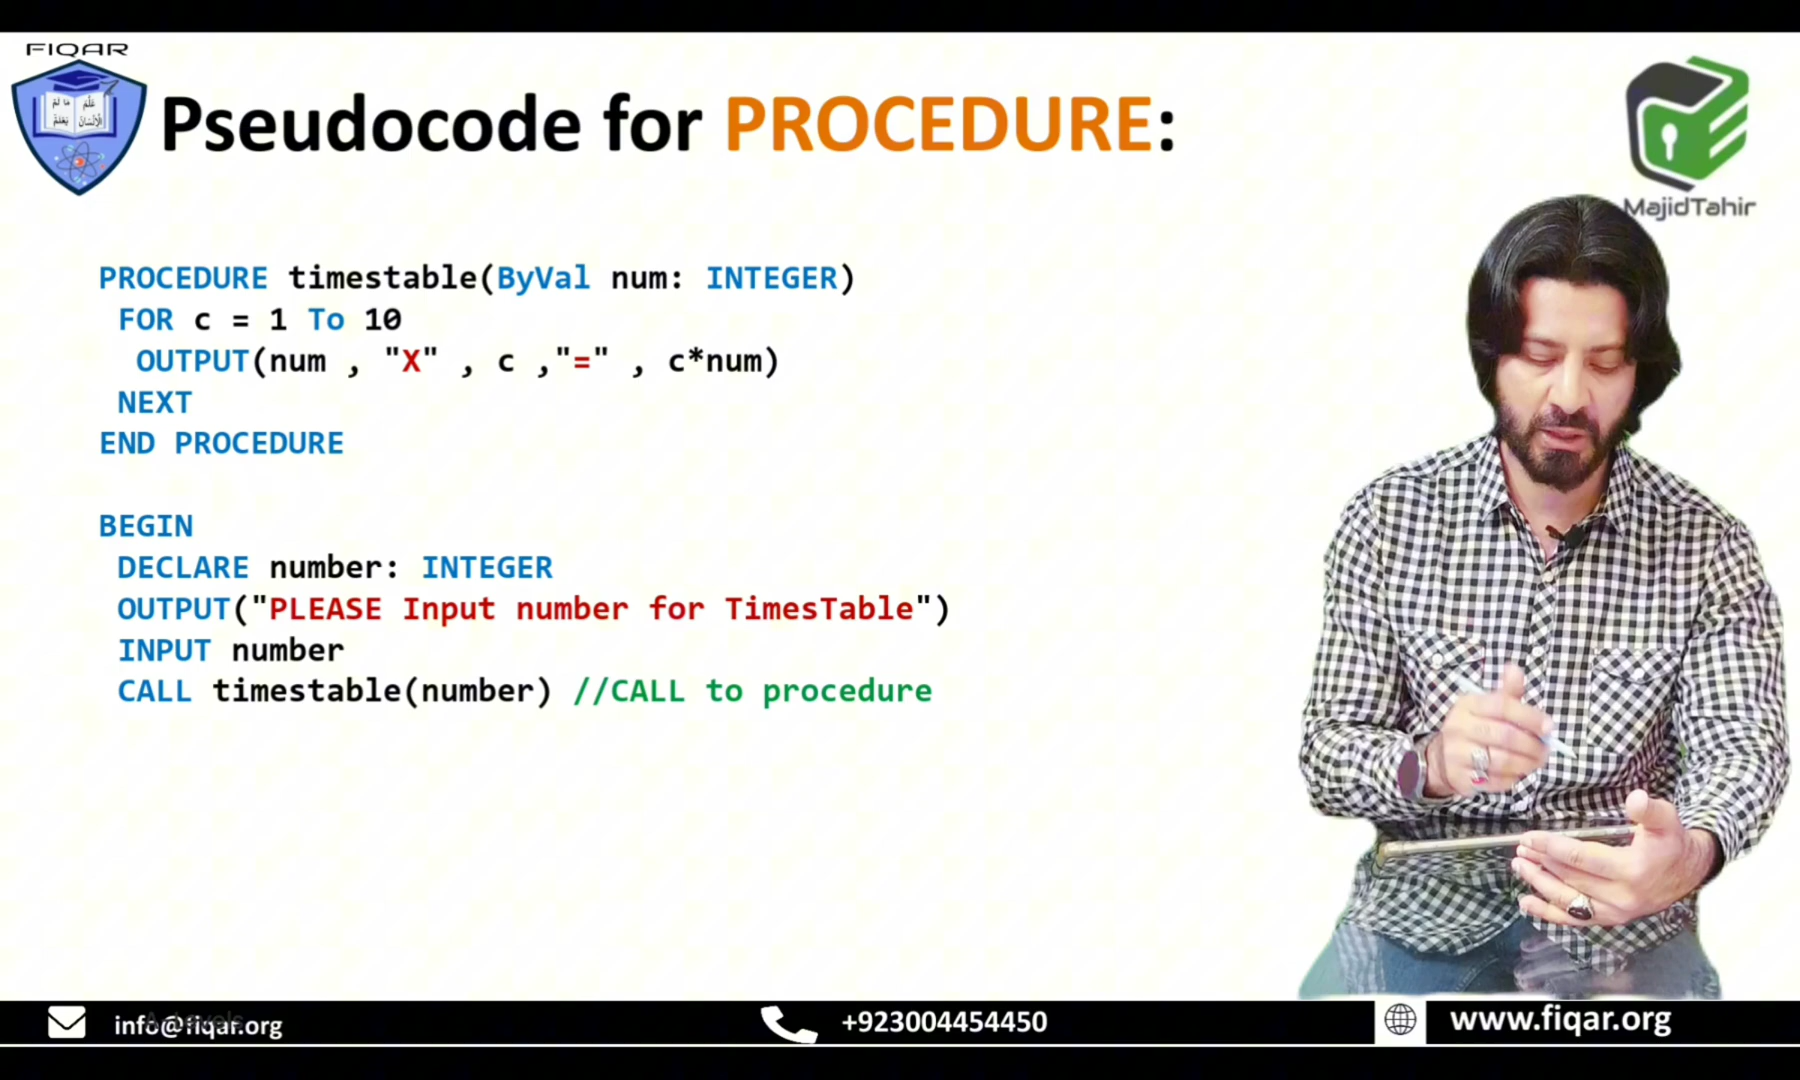 FIQAR
Pseudocode for PROCEDURE:
MajidTahir
PROCEDURE timestable(ByVal num: INTEGER)
FOR c = 1 To 10
OUTPUT(num , "X" , c ,"=" , c*num)
NEXT
END PROCEDURE
BEGIN
DECLARE number: INTEGER
OUTPUT("PLEASE Input number for TimesTable")
INPUT number
CALL timestable(number) //CALL to procedure
info@fiqar.org
+923004454450
www.fiqar.org